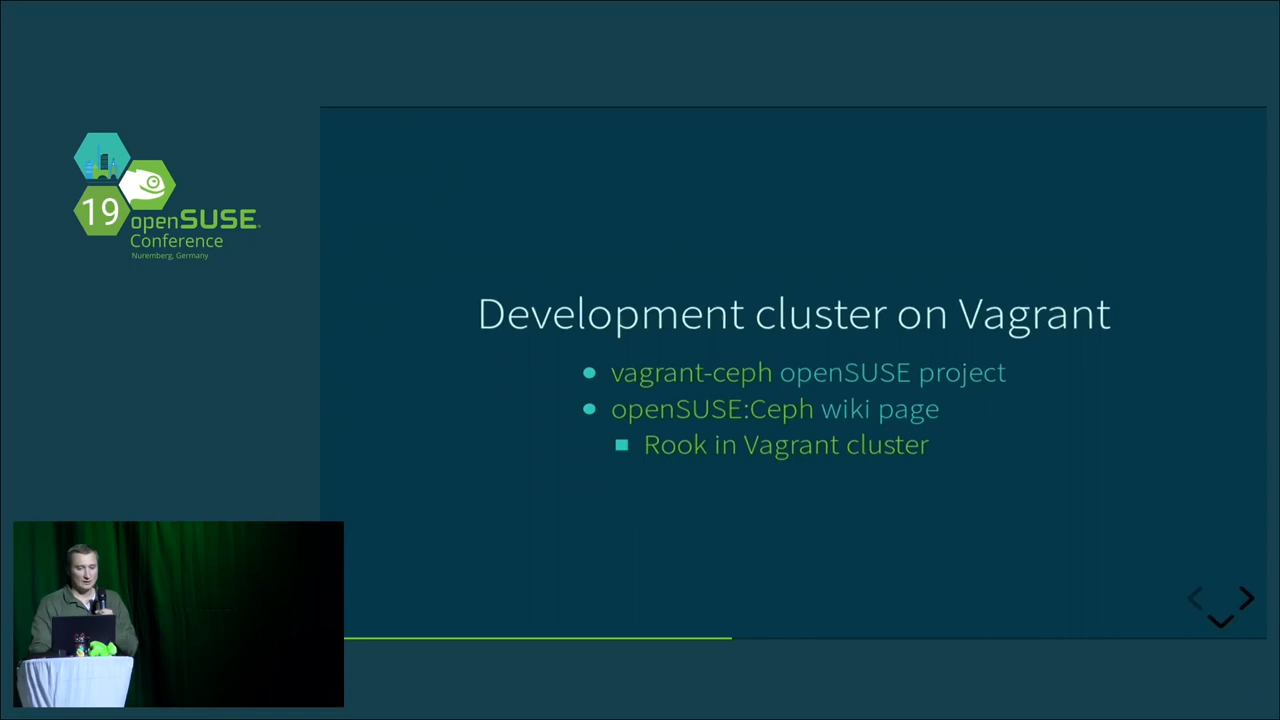 19
openSUSE
Conference
Nuremberg, Germany
Development cluster on Vagrant
vagrant-ceph openSUSE project
openSUSE:Ceph wiki page
Rook in Vagrant cluster